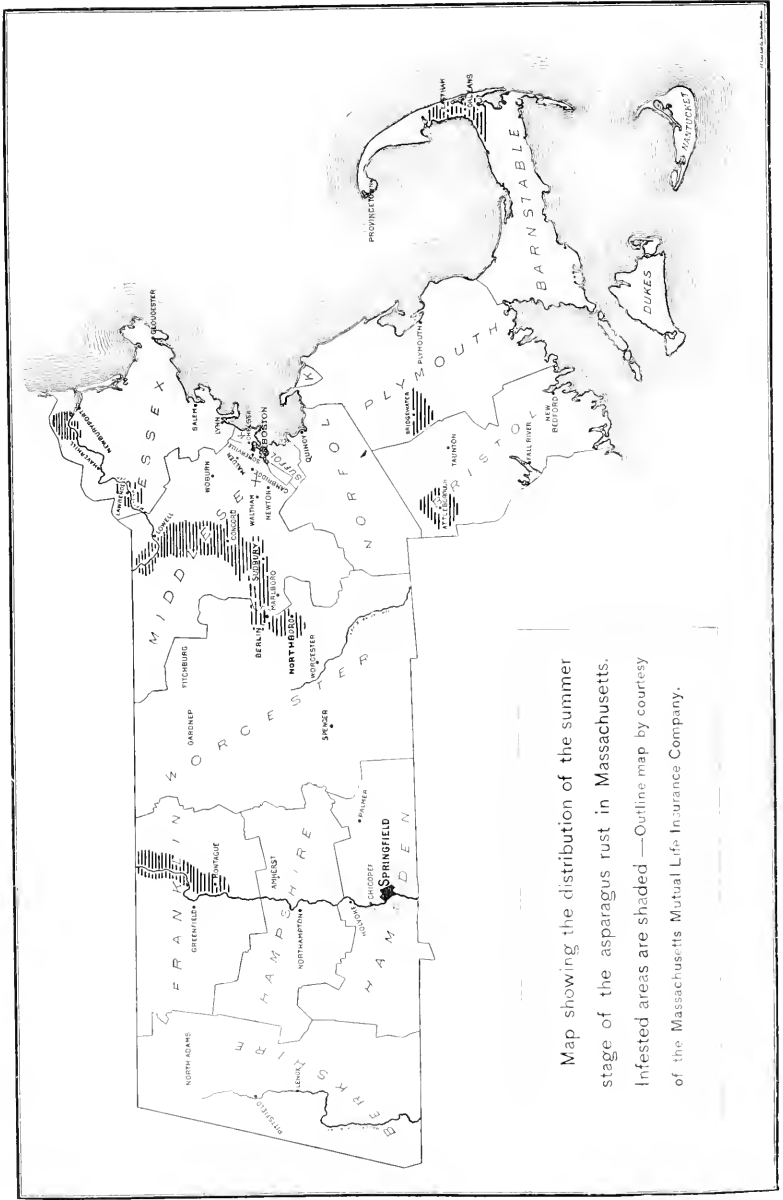 Map showing the distribution of the summer
stage of the asparagus rust in Massachusetts.
Infested areas are shaded —Outline map by courtesy
of the Massachusetts Mutual Life Insurance Company.
NORTH ADAMS
PITTSFIELD
LENOX
BERKSHIRE
FRANKLIN
GREENFIELD
MONTAGUE
HAMPSHIRE
AMHERST
NORTHAMPTON
HAMPDEN
HOLYOKE
CHICOPEE
SPRINGFIELD
PALMER
WORCESTER
GARDNER
FITCHBURG
SPENCER
WORCESTER
NORTHBORO
BERLIN
MARLBORO
SUDBURY
MIDDLESEX
LOWELL
CONCORD
WALTHAM
NEWTON
WOBURN
MALDEN
SOMERVILLE
CAMBRIDGE
ESSEX
LAWRENCE
HAVERHILL
NEWBURYPORT
GLOUCESTER
SALEM
LYNN
CHELSEA
BOSTON
SUFFOLK
QUINCY
NORFOLK
PLYMOUTH
PLYMOUTH
BRIDGEWATER
BRISTOL
ATTLEBOROUGH
TAUNTON
FALL RIVER
NEW
BEDFORD
BARNSTABLE
PROVINCETOWN
ORLEANS
DUKES
NANTUCKET